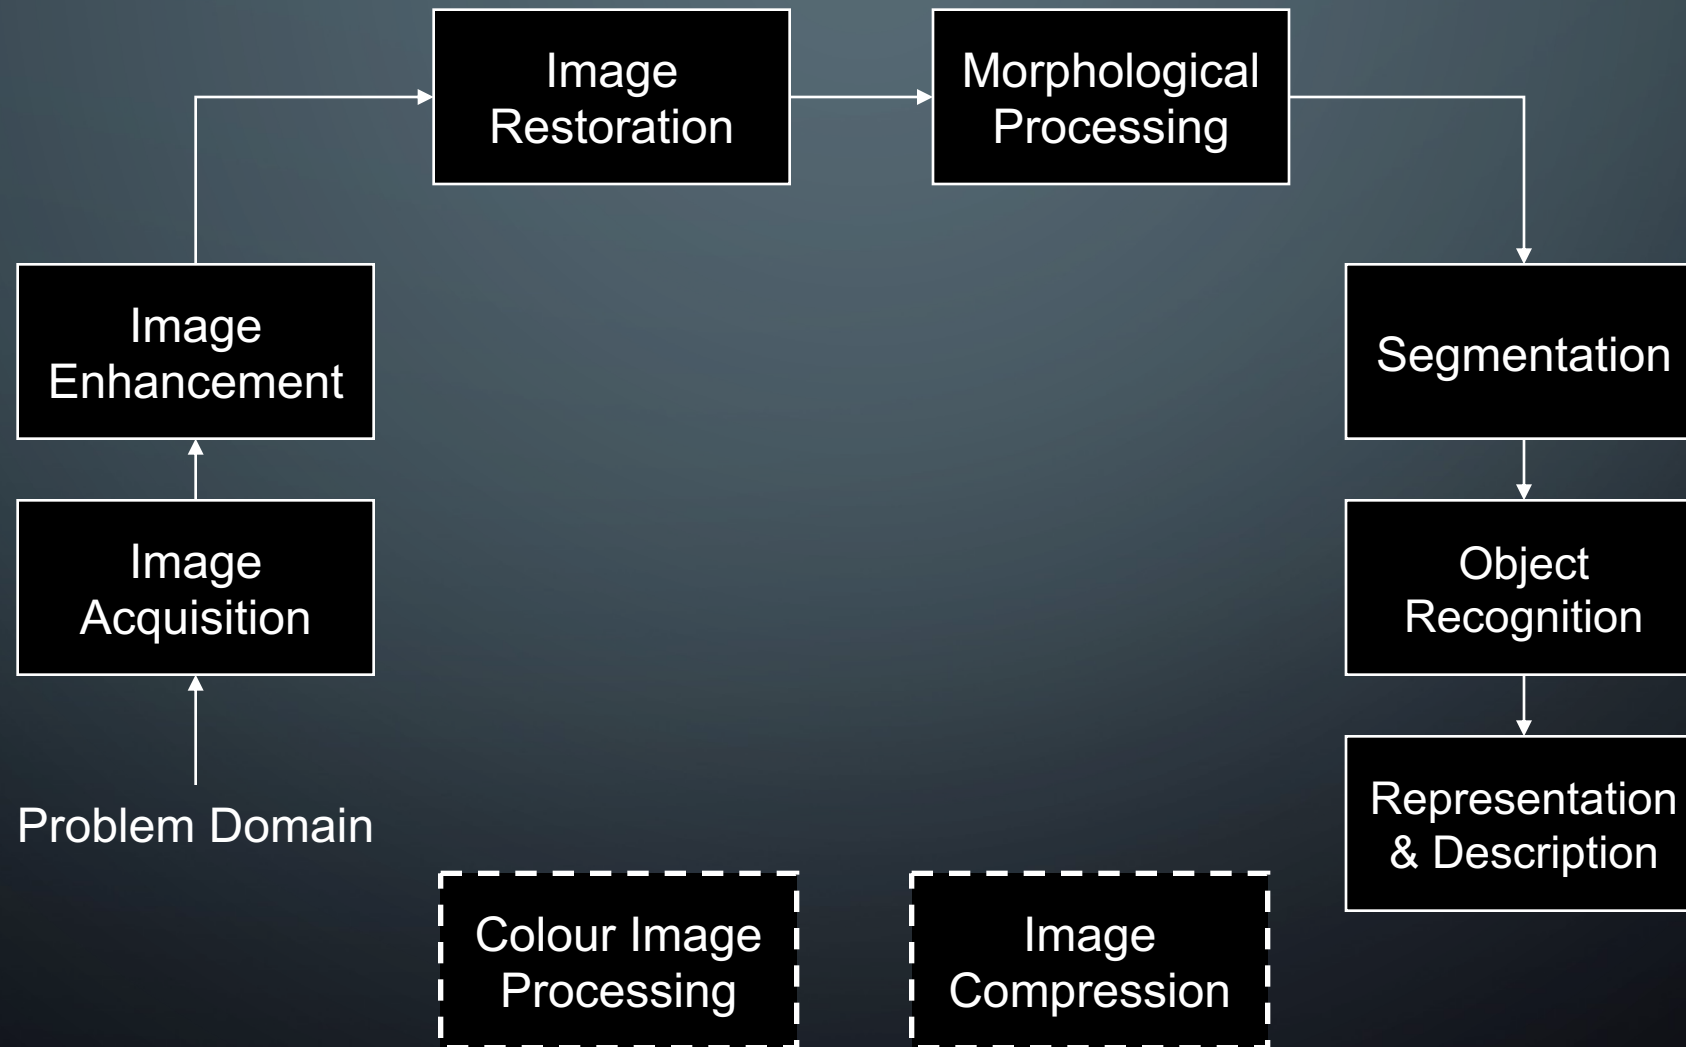 Image
Restoration
Morphological
Processing
Image
Enhancement
Segmentation
Image
Acquisition
Object
Recognition
Problem Domain
Representation
& Description
Colour Image
Processing
Image
Compression